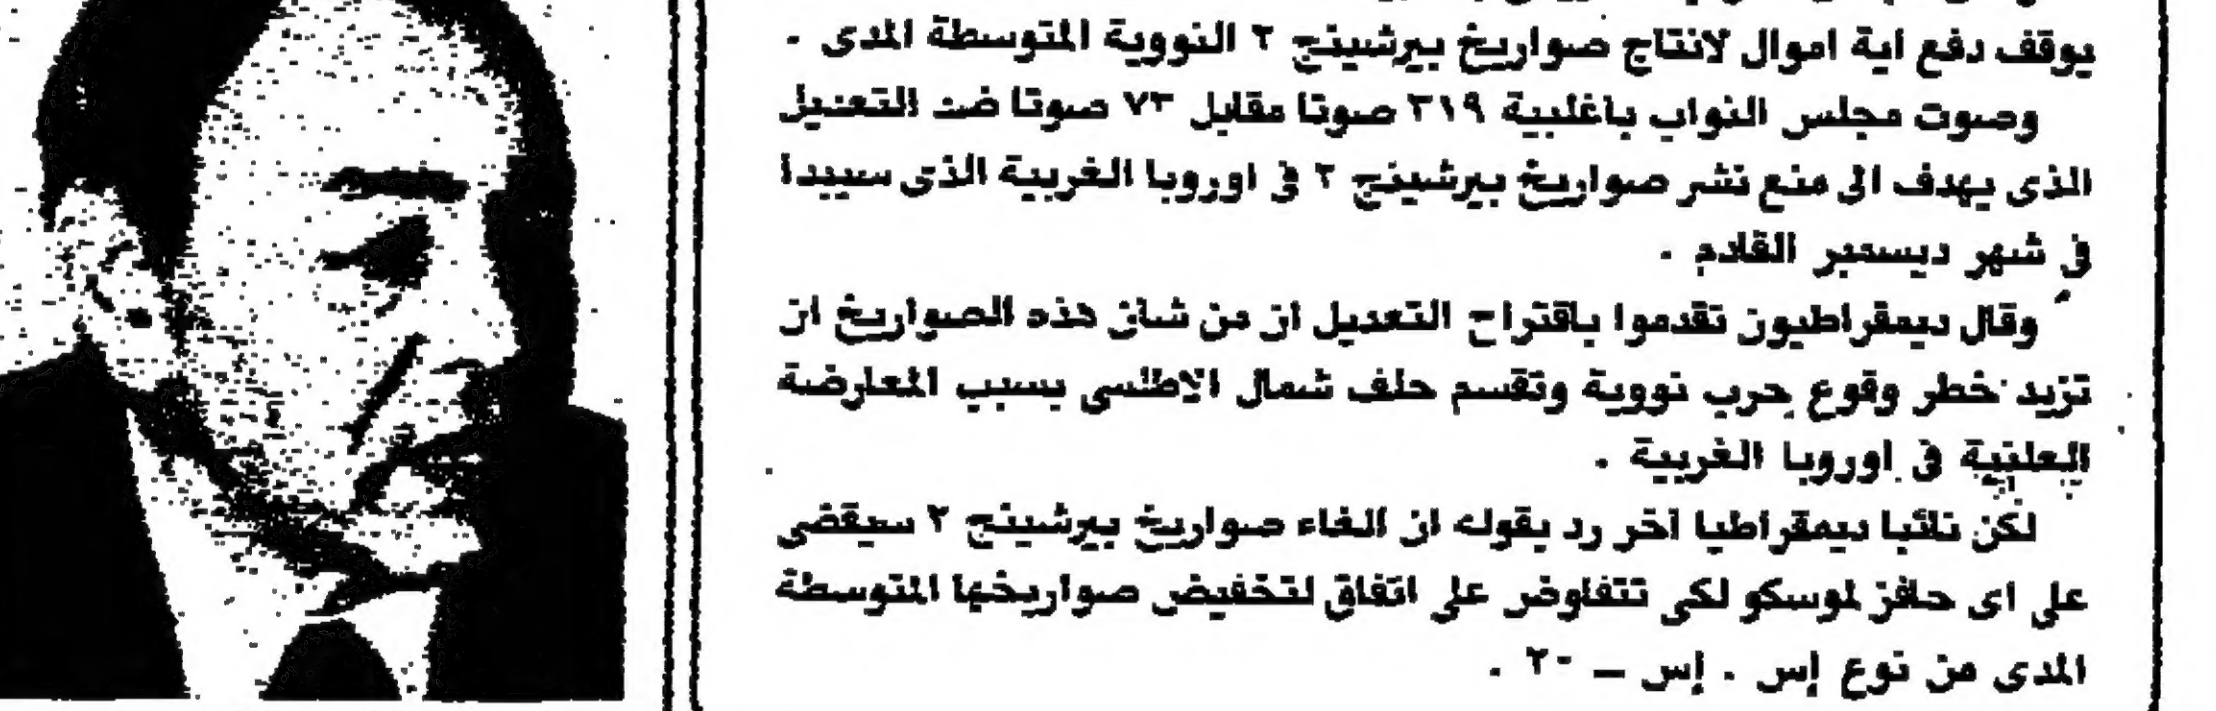 يوقف دفع اية اموال لانتاج صواريخ بيرشينج ٢ النووية المتوسطة المدى .
وصوت مجلس النواب باغلبية ٣١٩ صوتا مقابل ٧٣ صوتا ضد التعديل
الذى يهدف الى منع نشر صواريخ بيرشينج ٢ فى اوروبا الغربية الذى سيبدا
فى شهر ديسمبر القادم .
وقال ديمقراطيون تقدموا باقتراح التعديل ان من شان هذه الصواريخ ان
تزيد خطر وقوع حرب نووية وتقسم حلف شمال الاطلسى بسبب المعارضة
العلنية فى اوروبا الغربية .
لكن نائبا ديمقراطيا اخر رد بقوله ان الغاء صواريخ بيرشينج ٢ سيقضى
على اى حافز لموسكو لكى تتفاوض على اتفاق لتخفيض صواريخها المتوسطة
المدى من نوع إس . إس – ٢٠ .